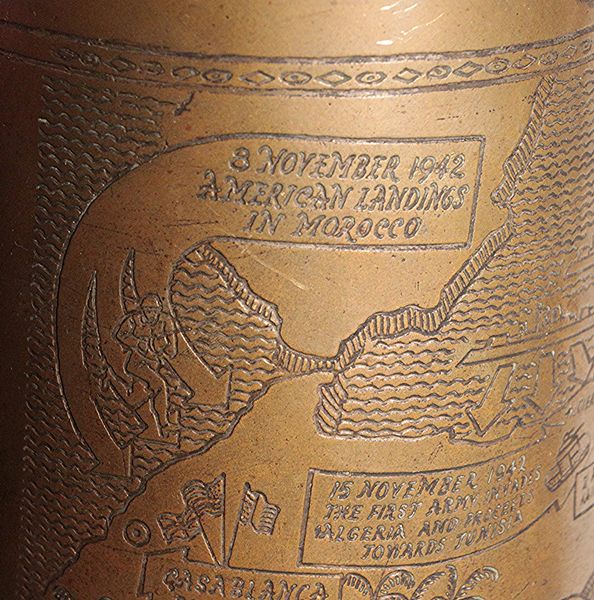 8 NOVEMBER 1942
AMERICAN LANDINGS
IN MOROCCO
15 NOVEMBER 1942
THE FIRST ARMY INVADES
ALGERIA AND PROCEEDS
TOWARDS TUNISIA
CASABLANCA